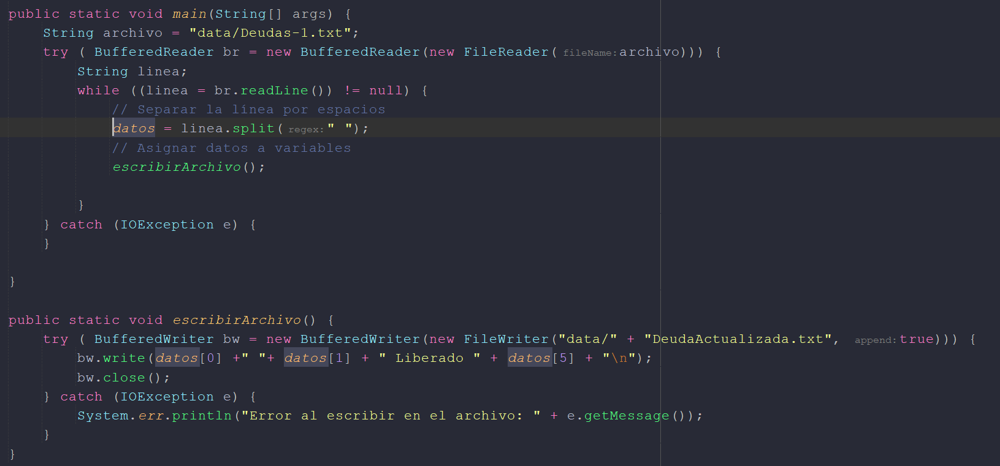 public static void main(String[] args) {
    String archivo = "data/Deudas-1.txt";
    try ( BufferedReader br = new BufferedReader(new FileReader( fileName:archivo))) {
        String linea;
        while ((linea = br.readLine()) != null) {
            // Separar la línea por espacios
            datos = linea.split( regex:" ");
            // Asignar datos a variables
            escribirArchivo();
        }
    } catch (IOException e) {
    }
}
public static void escribirArchivo() {
    try ( BufferedWriter bw = new BufferedWriter(new FileWriter("data/" + "DeudaActualizada.txt", append:true))) {
        bw.write(datos[0] +" "+ datos[1] + " Liberado " + datos[5] + "\n");
        bw.close();
    } catch (IOException e) {
        System.err.println("Error al escribir en el archivo: " + e.getMessage());
    }
}